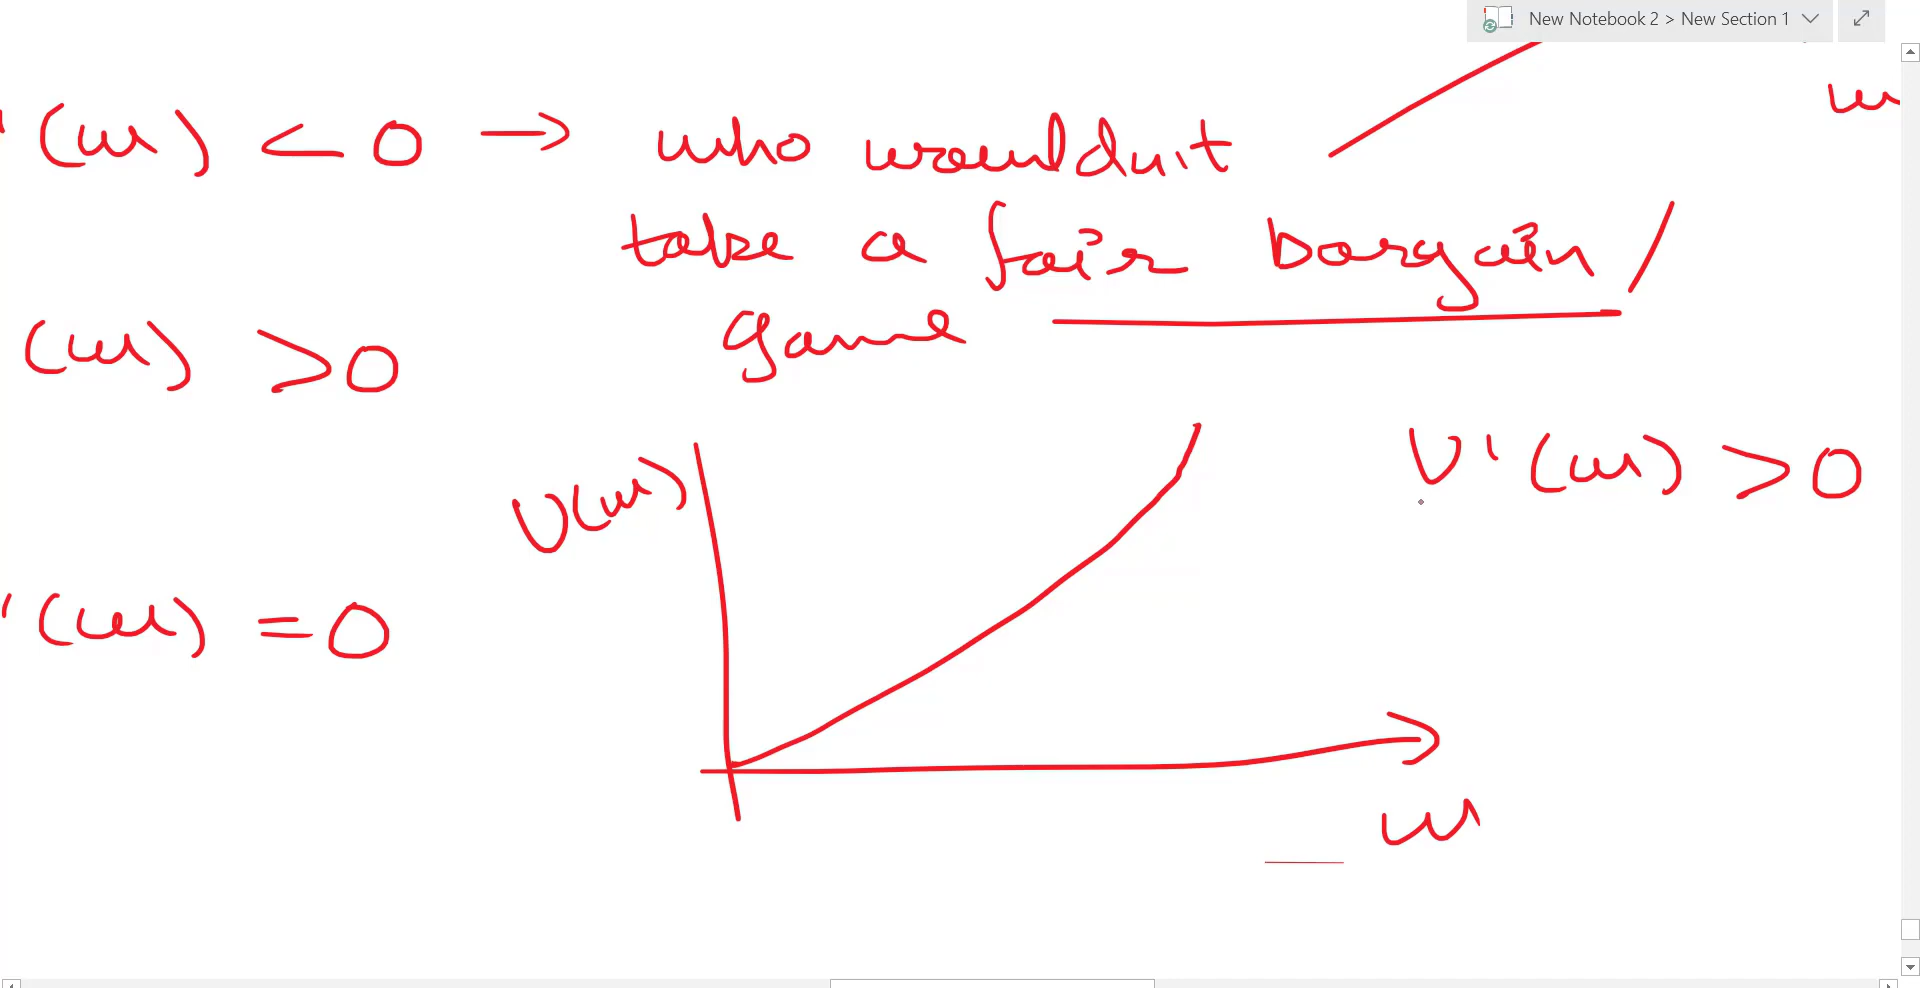 New Notebook 2 > New Section 1
w
'(w) < 0 → who wouldn't
take a fair bargain /
game
(w) > 0
U(w)
U'(w) > 0
'(w) = 0
w